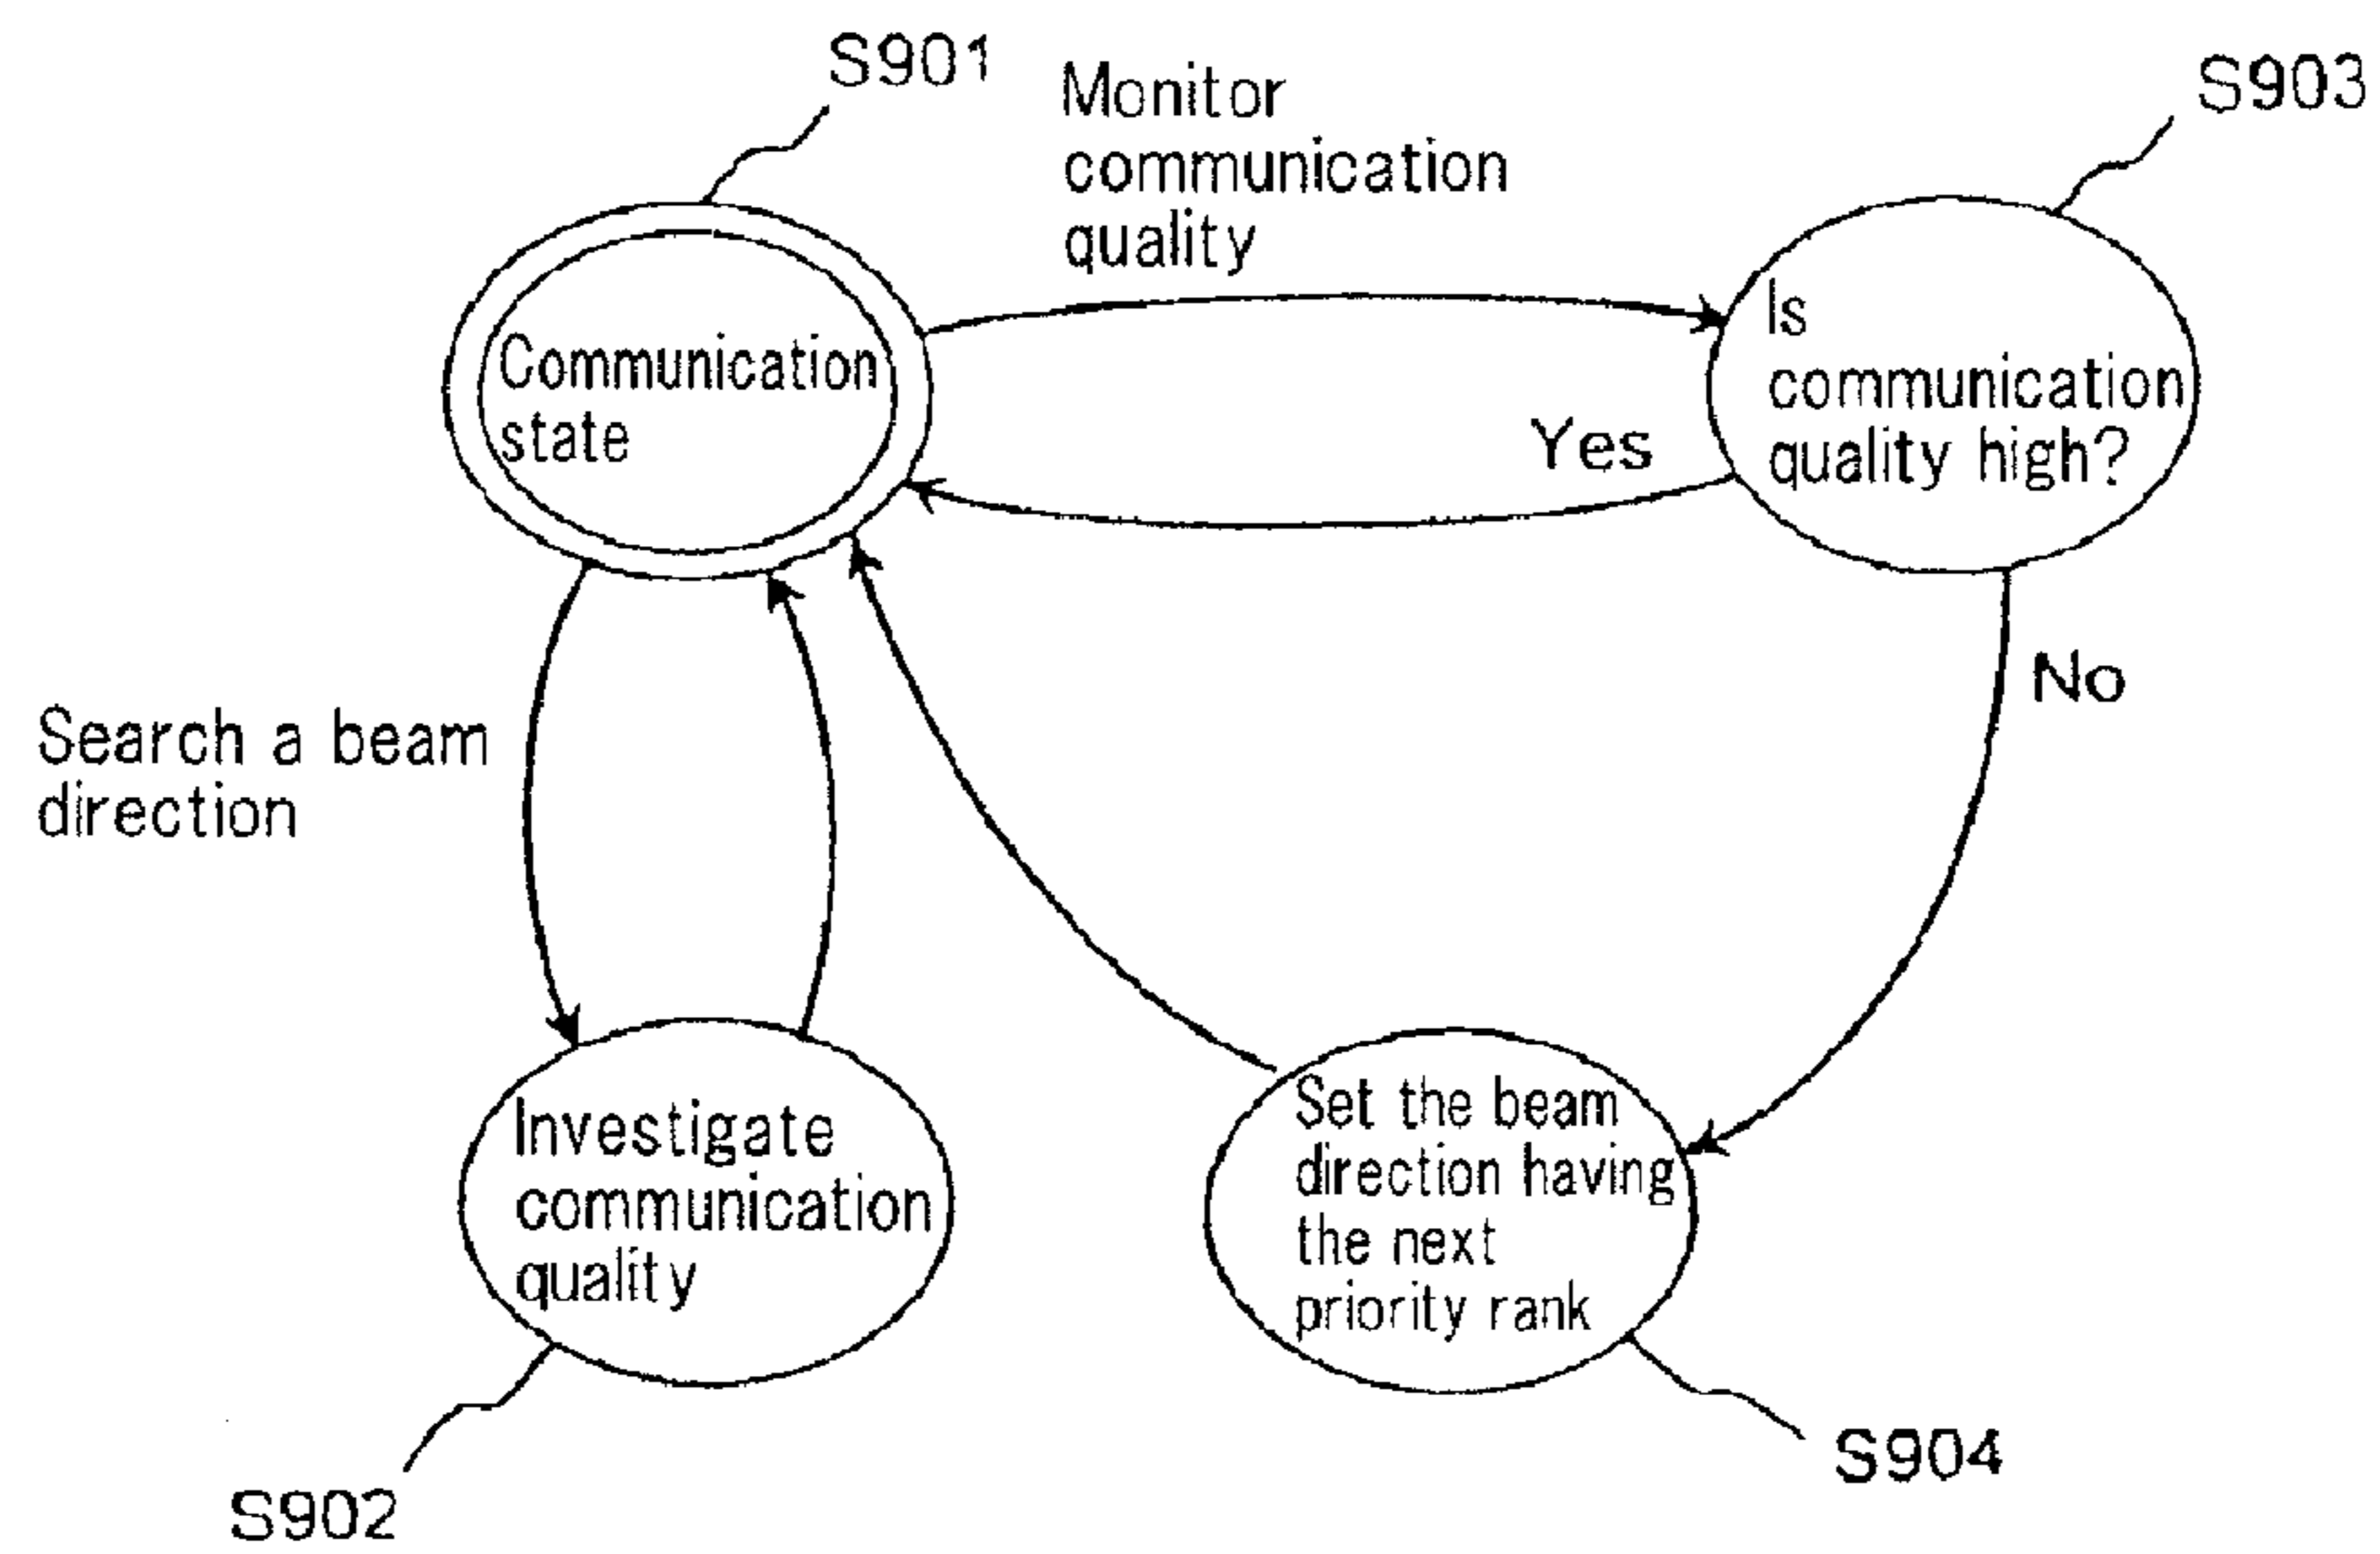 S901
Monitor
communication
quality
S903
Communication
state
Is
communication
quality high?
Yes
No
Search a beam
direction
Investigate
communication
quality
Set the beam
direction having
the next
priority rank
S904
S902